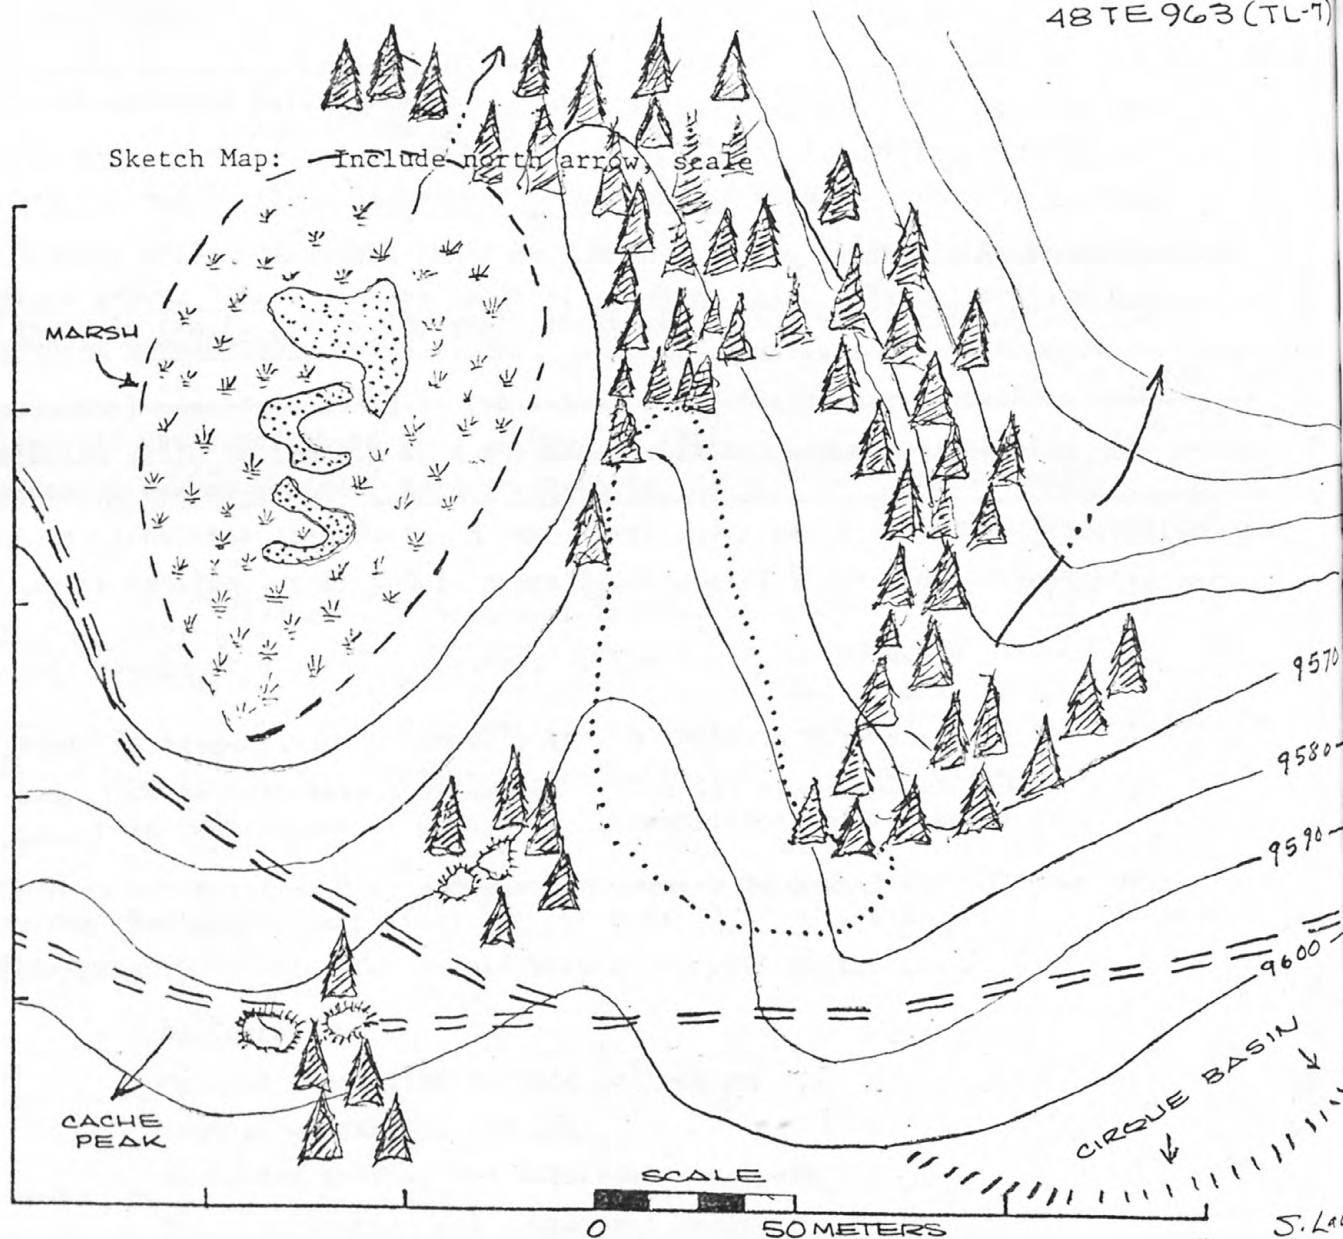 48TE963 (TL-7)
Sketch Map: Include north arrow, scale
MARSH
9570
9580
9590
9600
CACHE
PEAK
CIRQUE BASIN
SCALE
0 50 METERS